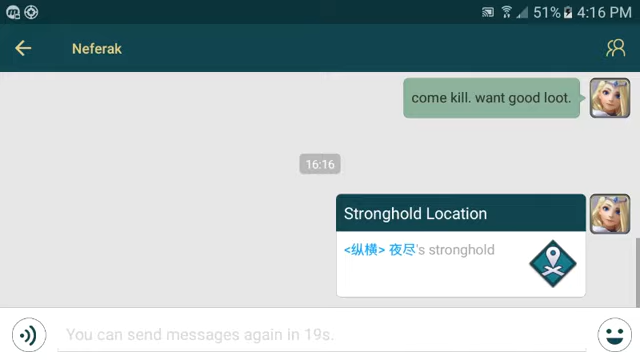 51% 4:16 PM
Neferak
come kill. want good loot.
16:16
Stronghold Location
<纵横> 夜尽's stronghold
You can send messages again in 19s.